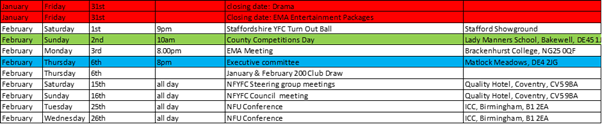 January Friday 31st closing date: Drama
January Friday 31st Closing date: EMA Entertainment Packages
February Saturday 1st 9pm Staffordshire YFC Turn Out Ball Stafford Showground
February Sunday 2nd 10am County Competitions Day Lady Manners School, Bakewell, DE45 1J
February Monday 3rd 8.00pm EMA Meeting Brackenhurst College, NG25 0QF
February Thursday 6th 8pm Executive committee Matlock Meadows, DE4 2JG
February Thursday 6th January & February 200 Club Draw
February Saturday 15th all day NFYFC Steering group meetings Quality Hotel, Coventry, CV5 9BA
February Sunday 16th all day NFYFC Council meeting Quality Hotel, Coventry, CV5 9BA
February Tuesday 25th all day NFU Conference ICC, Birmingham, B1 2EA
February Wednesday 26th all day NFU Conference ICC, Birmingham, B1 2EA